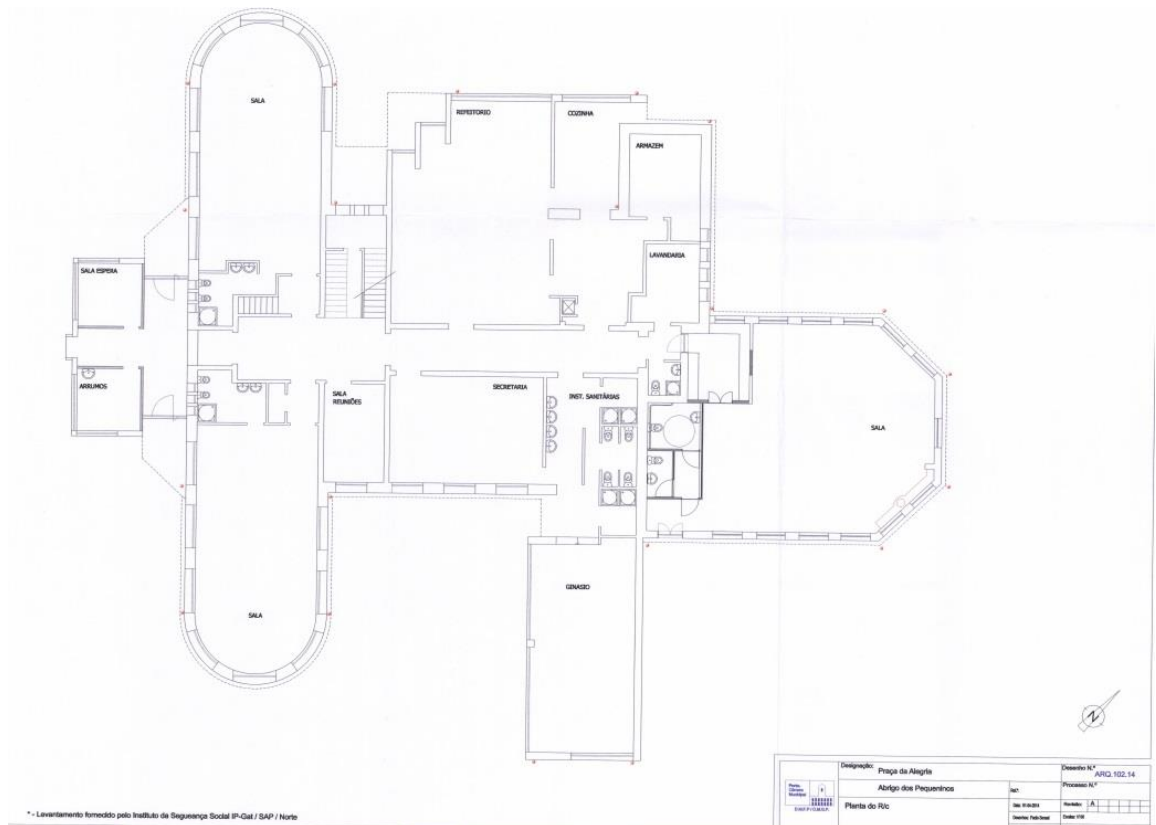 SALA
REFEITORIO
COZINHA
ARMAZEM
LAVANDARIA
SALA ESPERA
ARRUMOS
SALA
REUNIÕES
SECRETARIA
INST. SANITÁRIAS
SALA
SALA
GINASIO
N
Designação:
Praça da Alegria
Desenho N.º
ARQ.102.14
Abrigo dos Pequeninos
Processo N.º
Planta do R/c
A
* - Levantamento fornecido pelo Instituto da Segueança Social IP-Gat / SAP / Norte